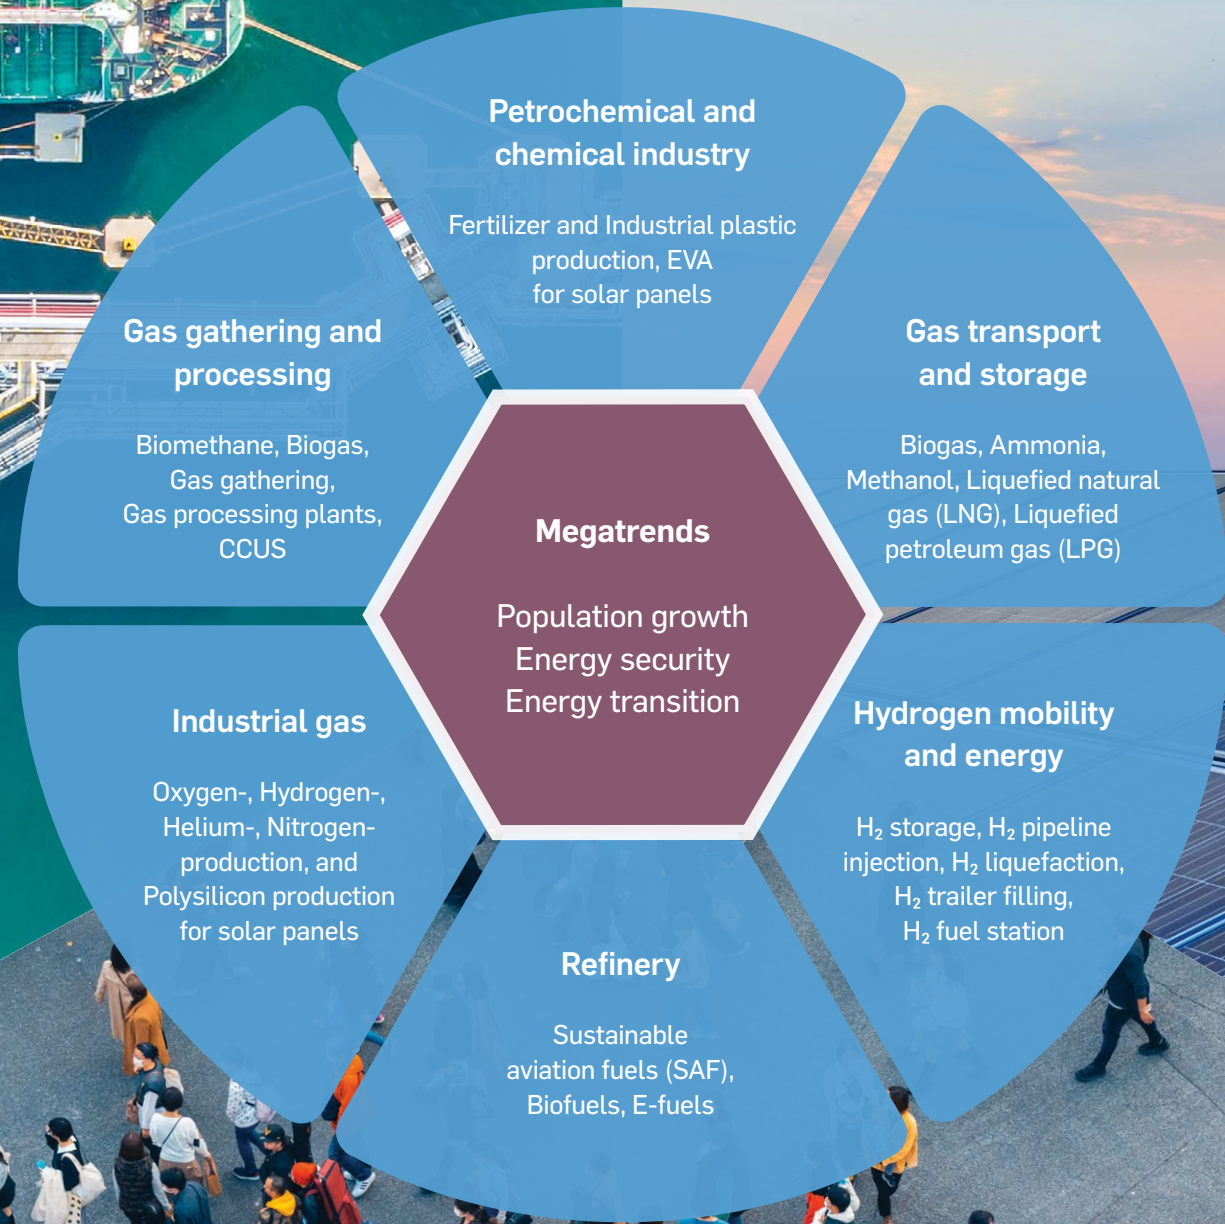 Petrochemical and
chemical industry
Fertilizer and Industrial plastic
production, EVA
for solar panels
Gas gathering and
processing
Biomethane, Biogas,
Gas gathering,
Gas processing plants,
CCUS
Gas transport
and storage
Biogas, Ammonia,
Methanol, Liquefied natural
gas (LNG), Liquefied
petroleum gas (LPG)
Megatrends
Population growth
Energy security
Energy transition
Industrial gas
Oxygen-, Hydrogen-,
Helium-, Nitrogen-
production, and
Polysilicon production
for solar panels
Hydrogen mobility
and energy
H₂ storage, H₂ pipeline
injection, H₂ liquefaction,
H₂ trailer filling,
H₂ fuel station
Refinery
Sustainable
aviation fuels (SAF),
Biofuels, E-fuels